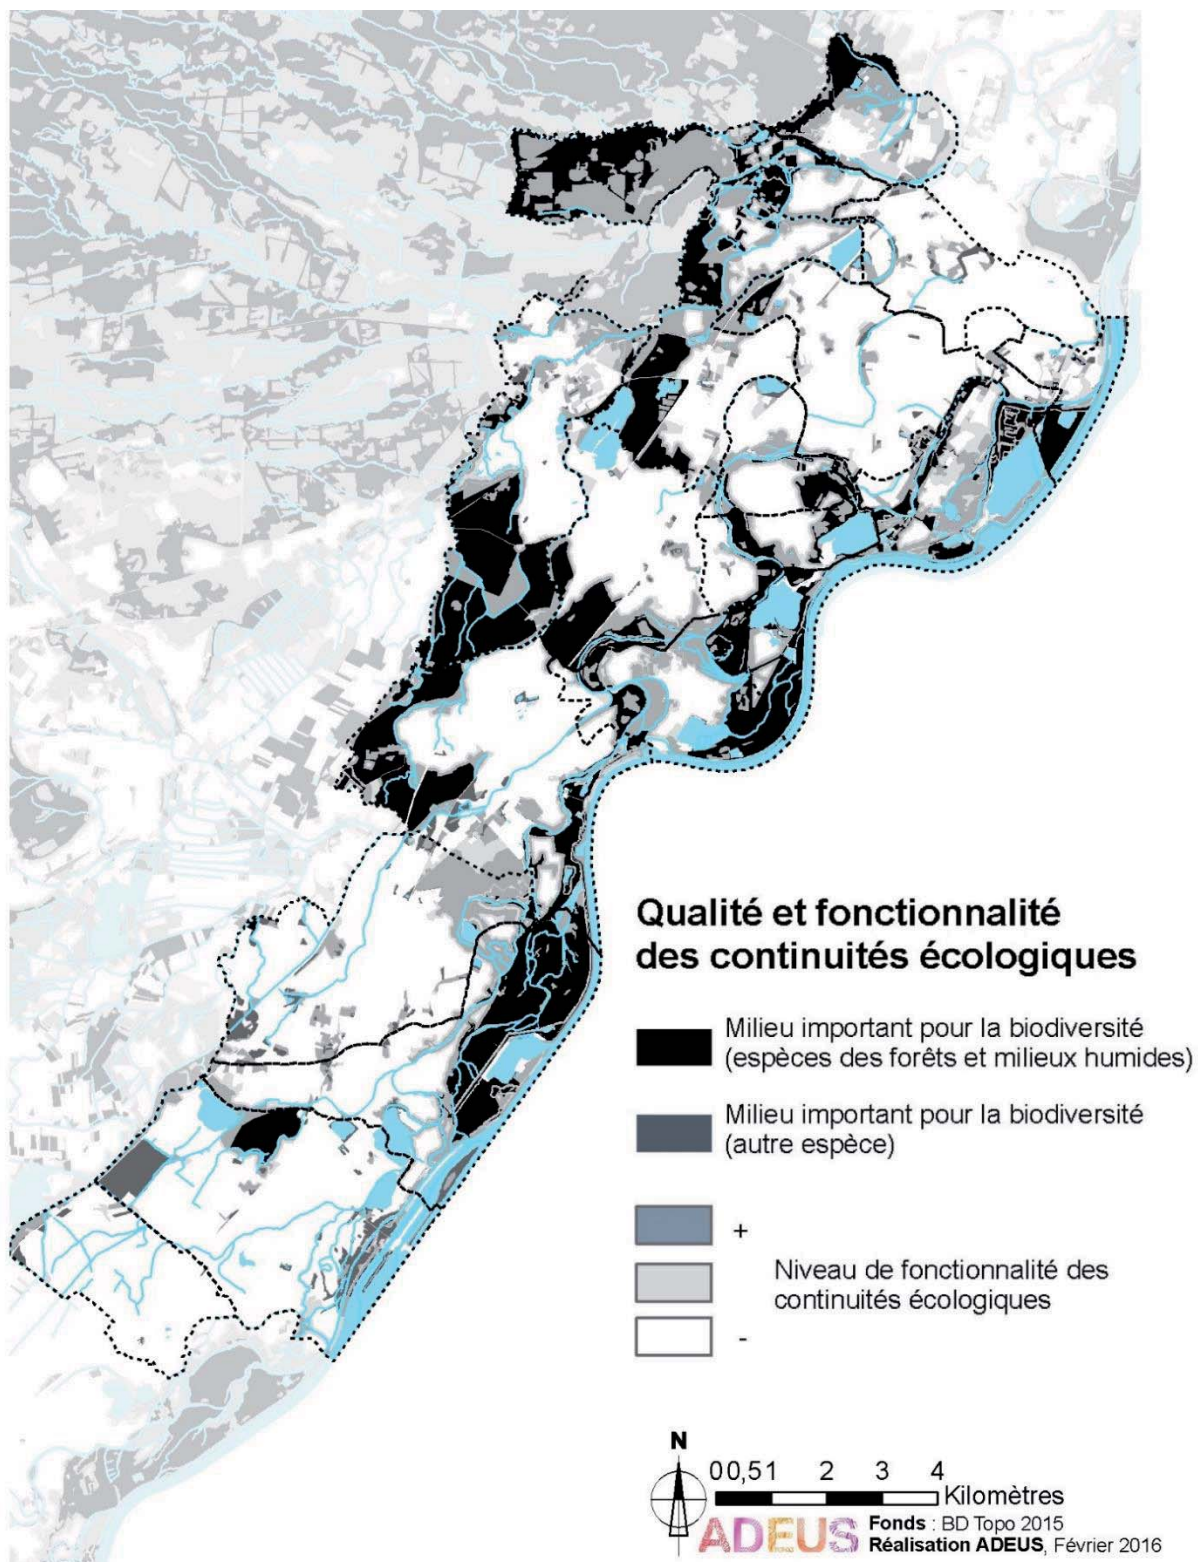 Qualité et fonctionnalité
des continuités écologiques
Milieu important pour la biodiversité
(espèces des forêts et milieux humides)
Milieu important pour la biodiversité
(autre espèce)
+
Niveau de fonctionnalité des
continuités écologiques
-
N
0 0,5 1 2 3 4
Kilomètres
ADEUS
Fonds : BD Topo 2015
Réalisation ADEUS, Février 2016